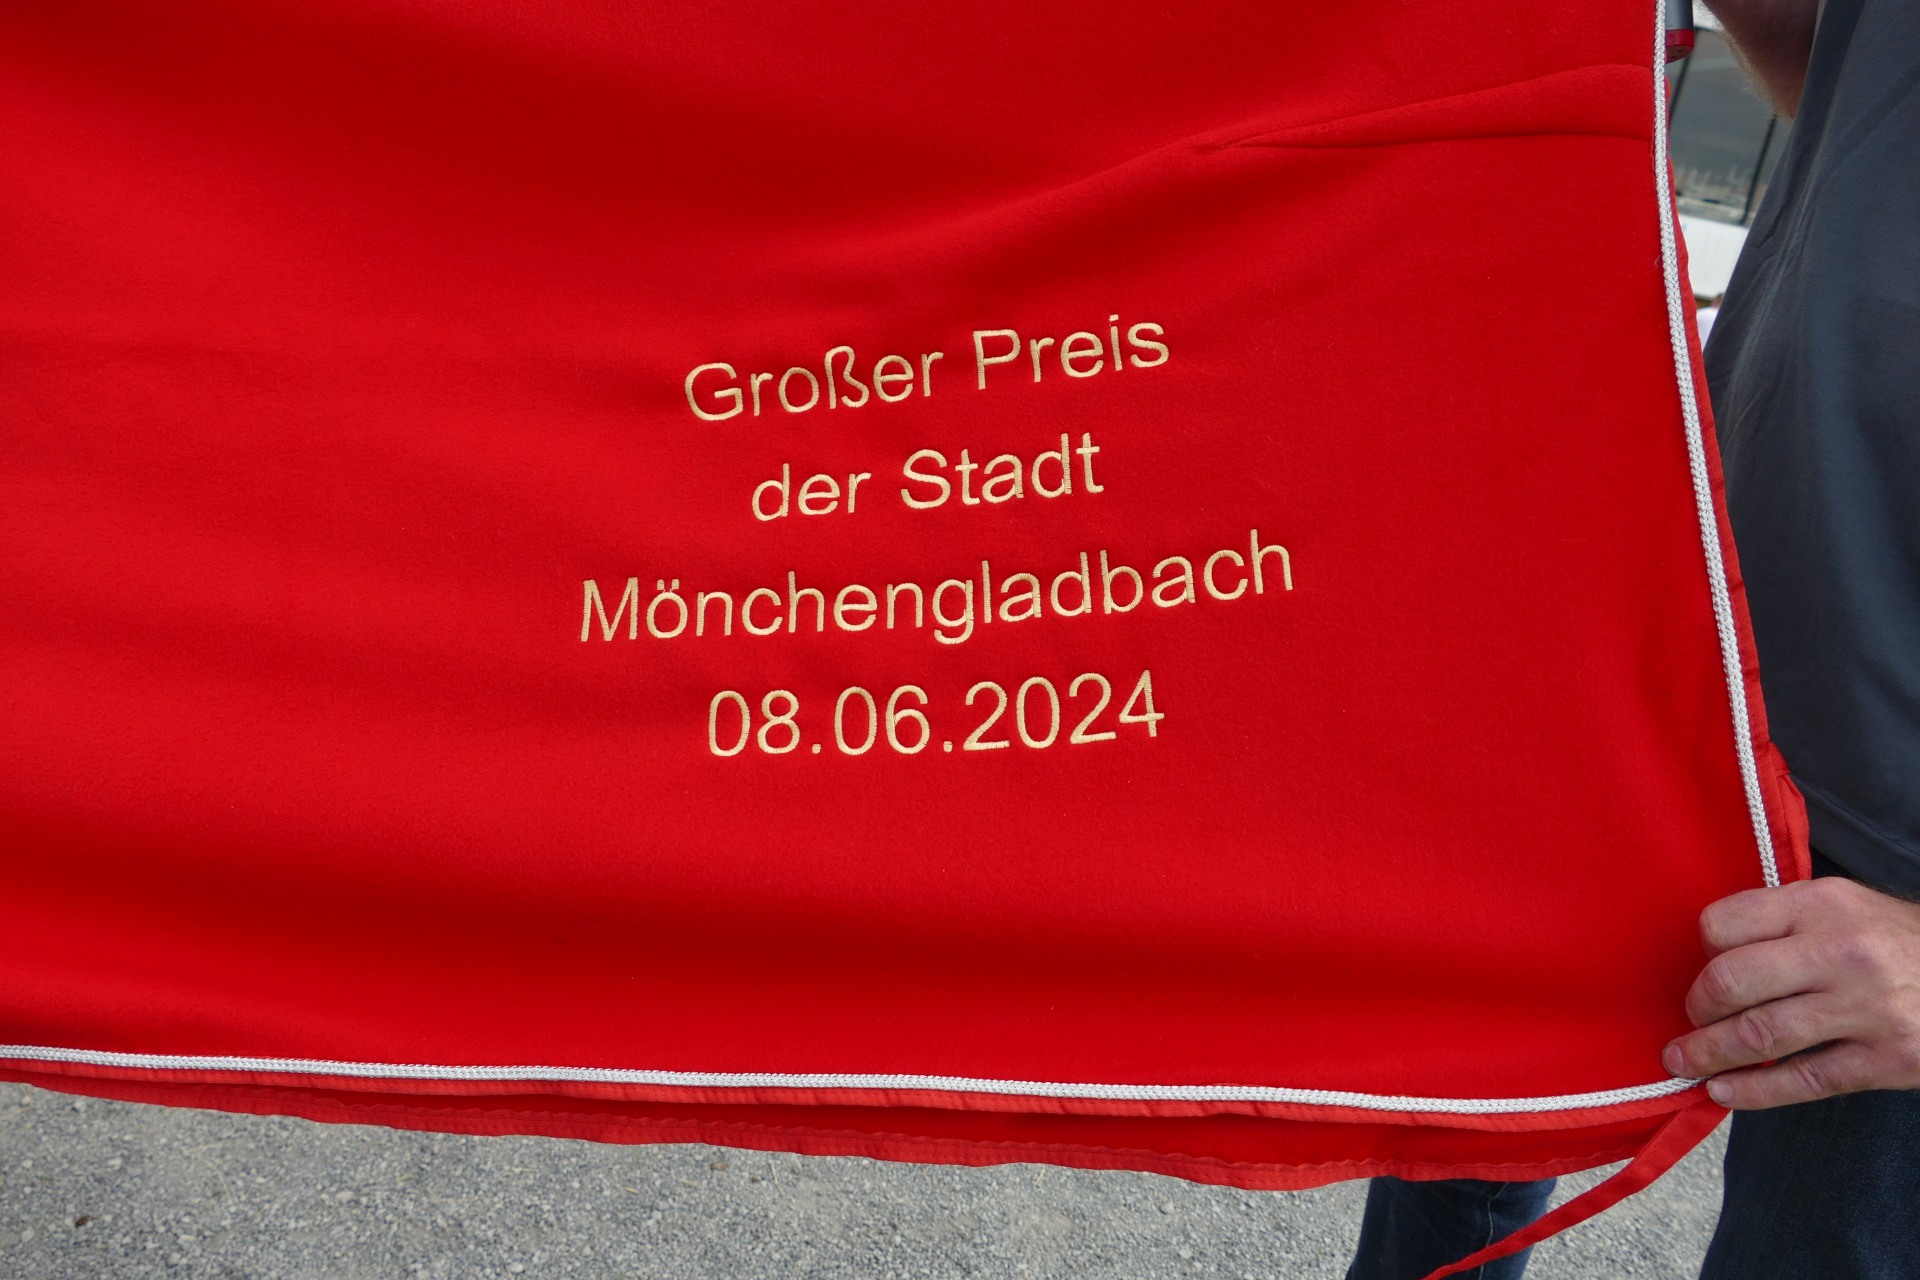 Großer Preis
der Stadt
Mönchengladbach
08.06.2024